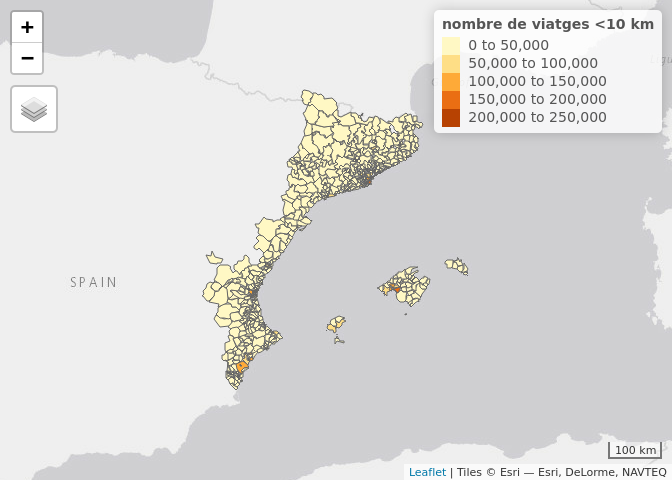 +
−
nombre de viatges <10 km
0 to 50,000
50,000 to 100,000
100,000 to 150,000
150,000 to 200,000
200,000 to 250,000
SPAIN
100 km
Leaflet | Tiles © Esri — Esri, DeLorme, NAVTEQ